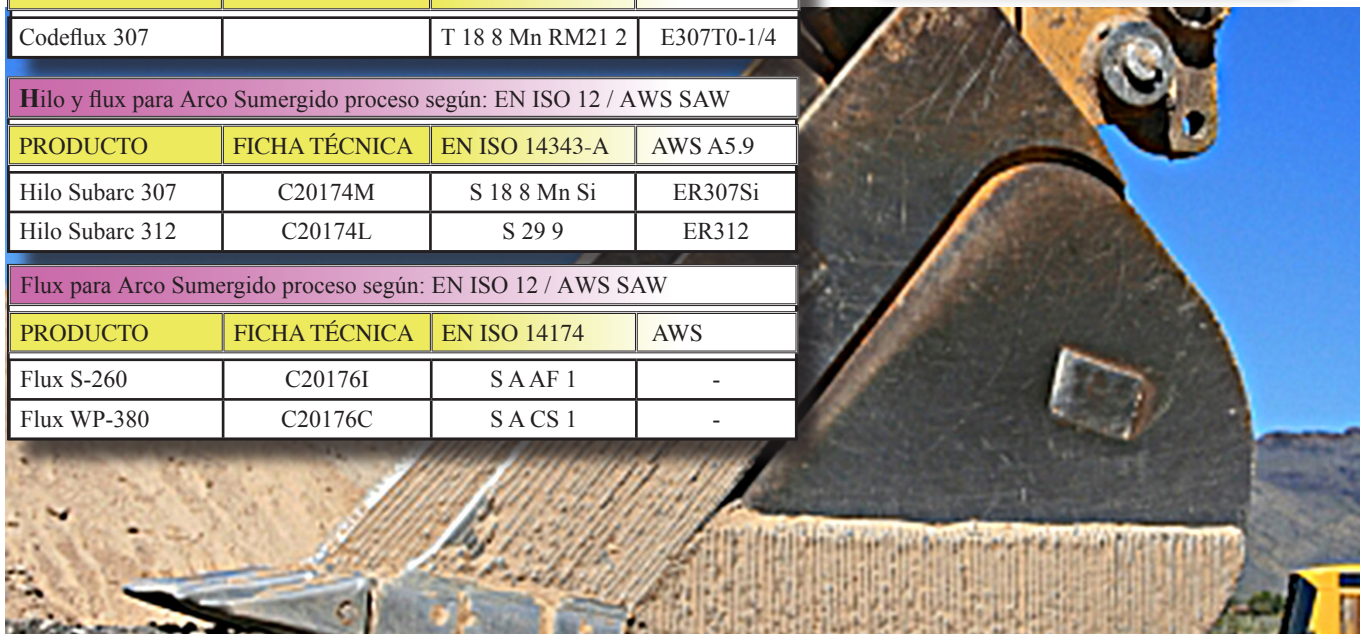 Codeflux 307 T 18 8 Mn RM21 2 E307T0-1/4
Hilo y flux para Arco Sumergido proceso según: EN ISO 12 / AWS SAW
PRODUCTO FICHA TÉCNICA EN ISO 14343-A AWS A5.9
Hilo Subarc 307 C20174M S 18 8 Mn Si ER307Si
Hilo Subarc 312 C20174L S 29 9 ER312
Flux para Arco Sumergido proceso según: EN ISO 12 / AWS SAW
PRODUCTO FICHA TÉCNICA EN ISO 14174 AWS
Flux S-260 C20176I S A AF 1 -
Flux WP-380 C20176C S A CS 1 -